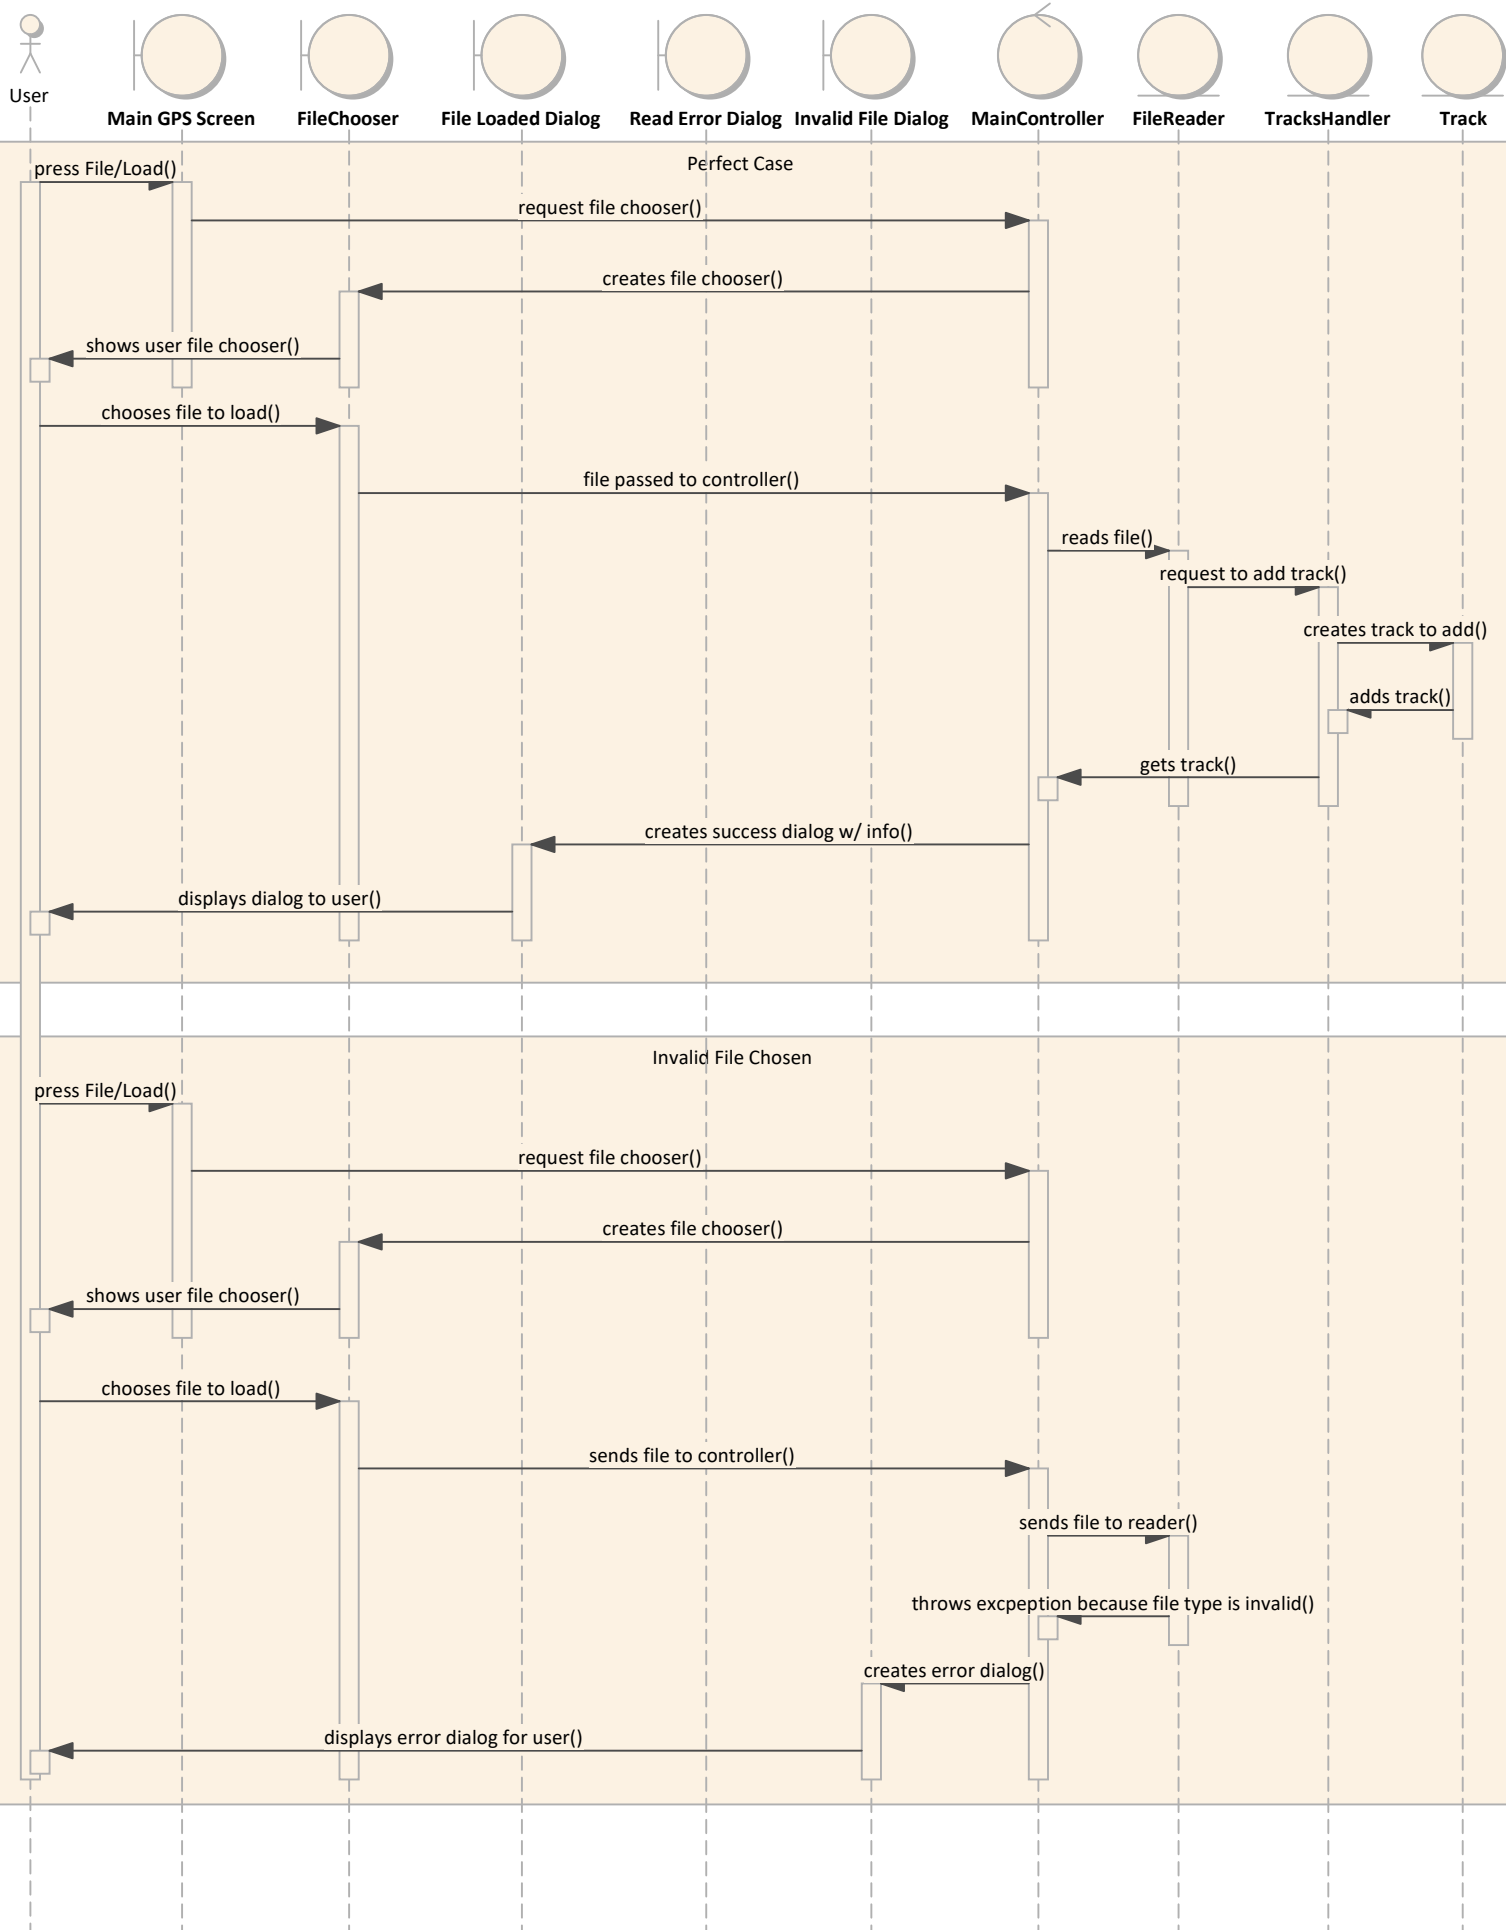 User
Main GPS Screen
FileChooser
File Loaded Dialog
Read Error Dialog
Invalid File Dialog
MainController
FileReader
TracksHandler
Track
Perfect Case
press File/Load()
request file chooser()
creates file chooser()
shows user file chooser()
chooses file to load()
file passed to controller()
reads file()
request to add track()
creates track to add()
adds track()
gets track()
creates success dialog w/ info()
displays dialog to user()
Invalid File Chosen
press File/Load()
request file chooser()
creates file chooser()
shows user file chooser()
chooses file to load()
sends file to controller()
sends file to reader()
throws excpeption because file type is invalid()
creates error dialog()
displays error dialog for user()